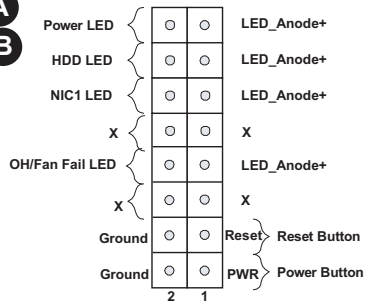 A
B
Power LED LED_Anode+
HDD LED LED_Anode+
NIC1 LED LED_Anode+
X X
OH/Fan Fail LED LED_Anode+
X X
Ground Reset Reset Button
Ground PWR Power Button
2 1